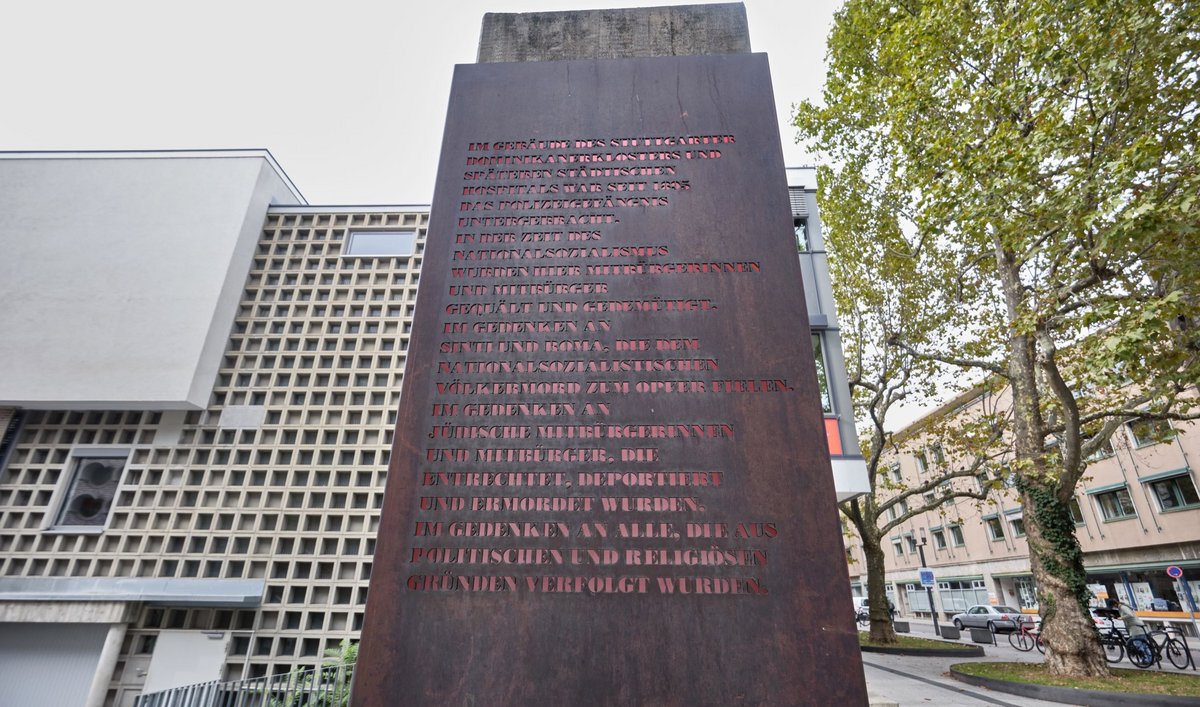 IM GEBÄUDE DES STUTTGARTER
DOMINIKANERKLOSTERS UND
SPÄTEREN STÄDTISCHEN
HOSPITALS WAR SEIT 1895
DAS POLIZEIGEFÄNGNIS
UNTERGEBRACHT.
IN DER ZEIT DES
NATIONALSOZIALISMUS
WURDEN HIER MITBÜRGERINNEN
UND MITBÜRGER
GEQUÄLT UND GEDEMÜTIGT.
IM GEDENKEN AN
SINTI UND ROMA, DIE DEM
NATIONALSOZIALISTISCHEN
VÖLKERMORD ZUM OPFER FIELEN.
IM GEDENKEN AN
JÜDISCHE MITBÜRGERINNEN
UND MITBÜRGER, DIE
ENTRECHTET, DEPORTIERT
UND ERMORDET WURDEN.
IM GEDENKEN AN ALLE, DIE AUS
POLITISCHEN UND RELIGIÖSEN
GRÜNDEN VERFOLGT WURDEN.